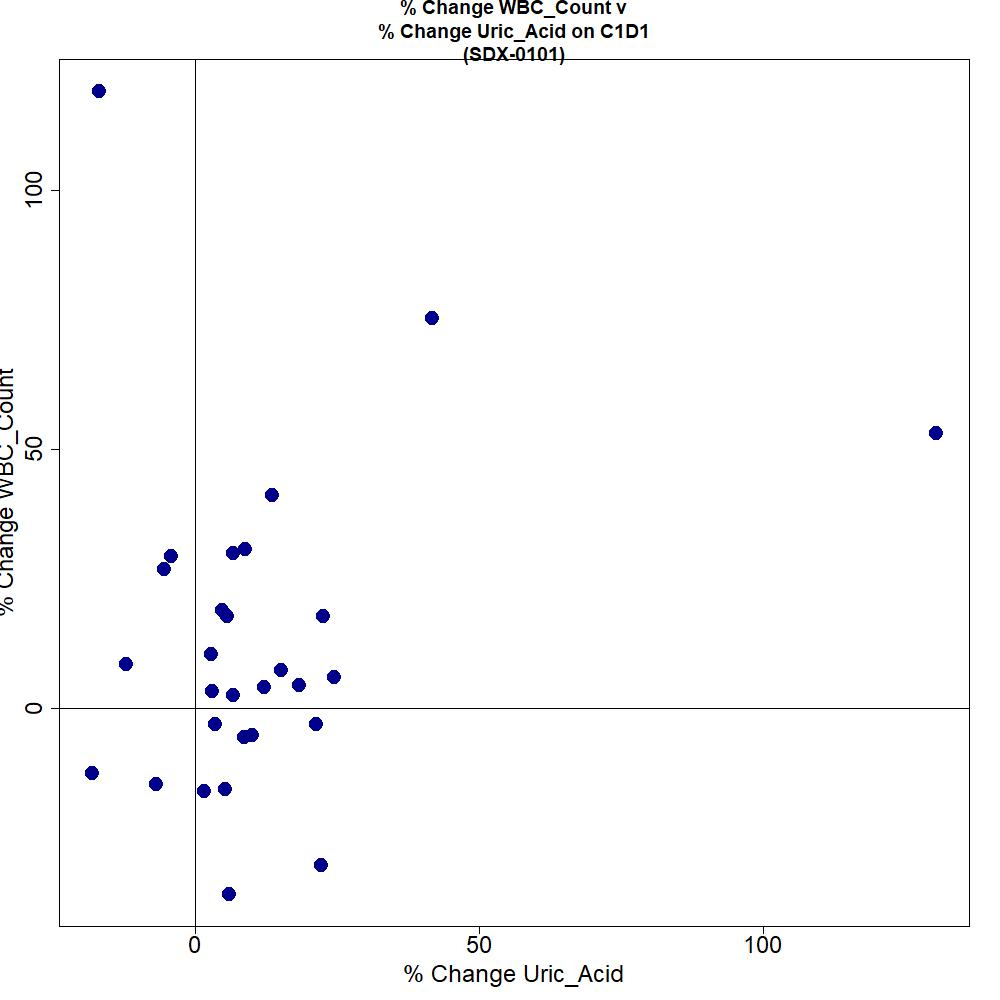 % Change WBC_Count v
% Change Uric_Acid on C1D1
(SDX-0101)
% Change WBC_Count
100
50
0
0
50
100
% Change Uric_Acid